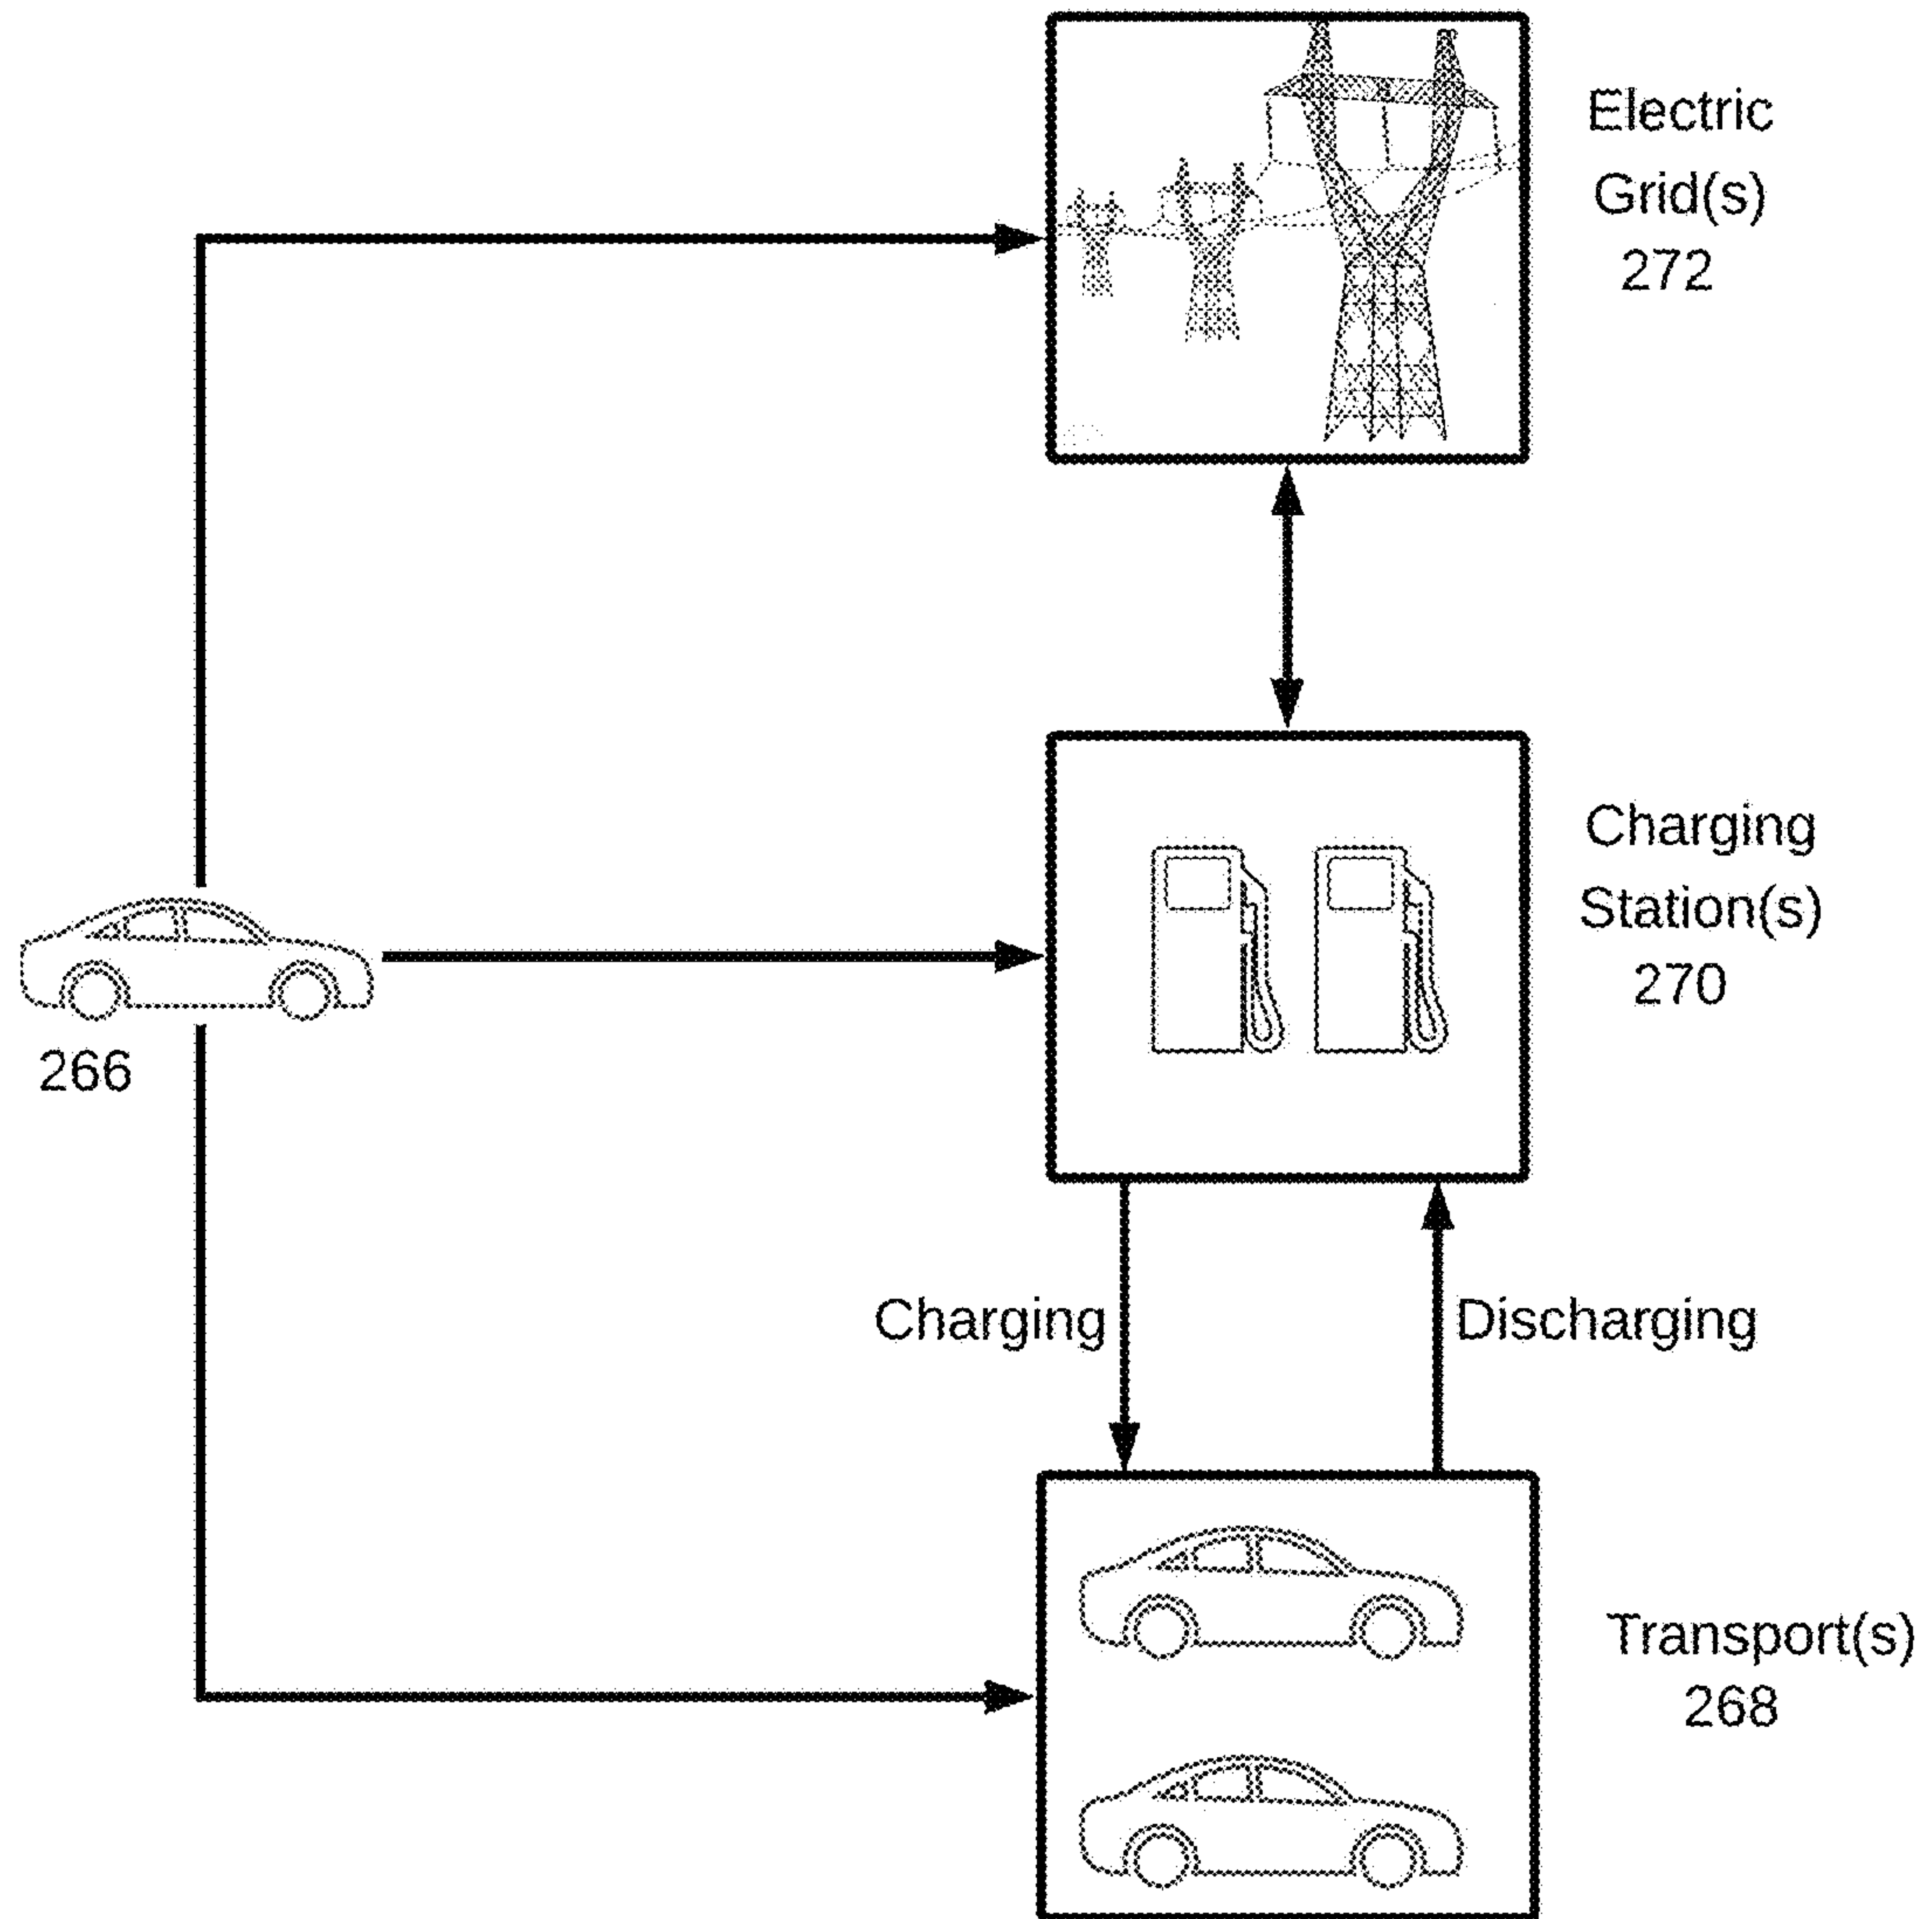 Electric
Grid(s)
272
Charging
Station(s)
270
266
Charging
Discharging
Transport(s)
268